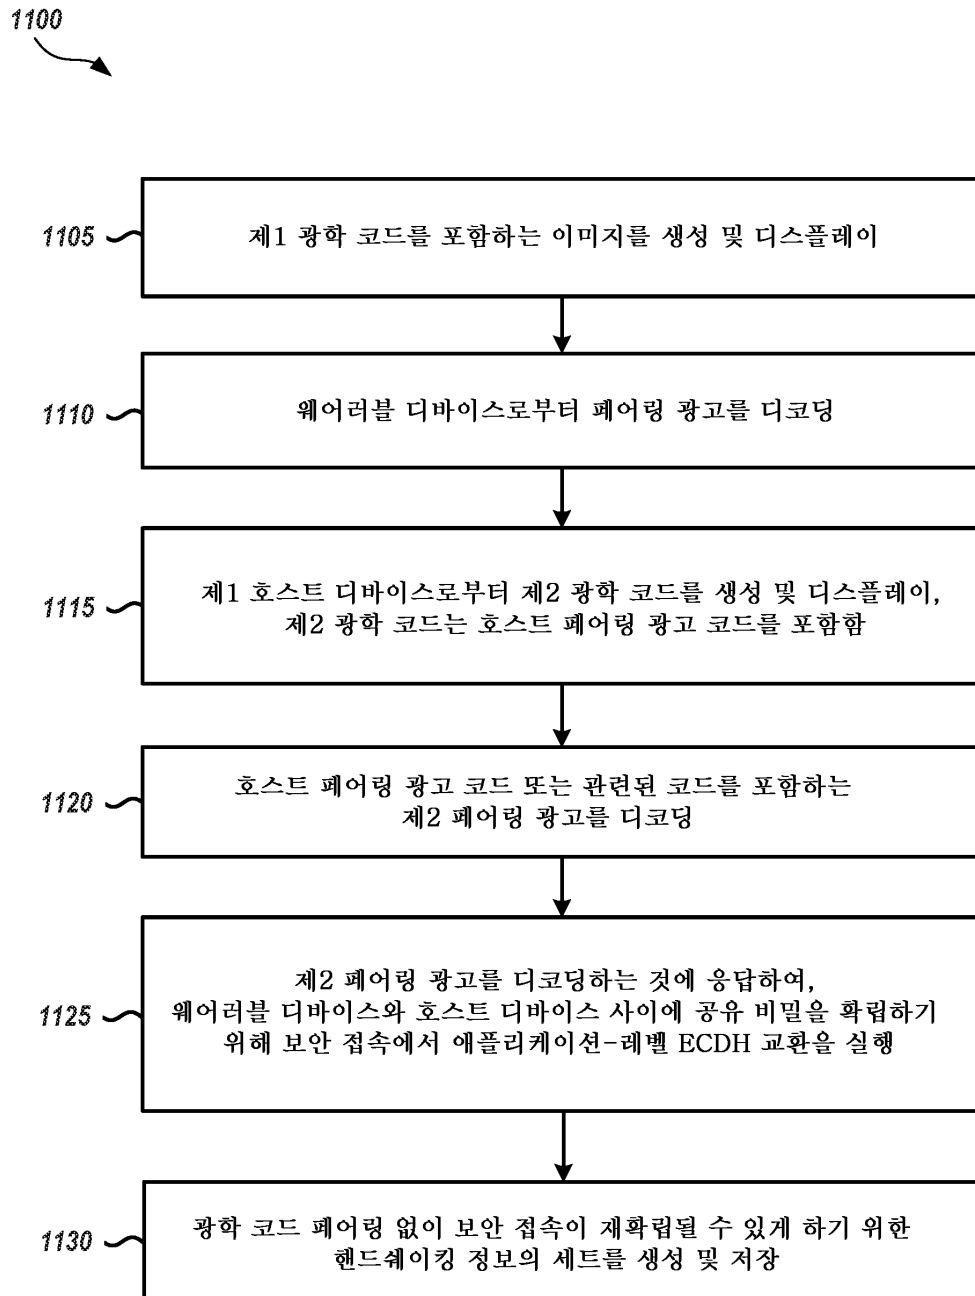 1100
1105
제1 광학 코드를 포함하는 이미지를 생성 및 디스플레이
1110
웨어러블 디바이스로부터 페어링 광고를 디코딩
1115
제1 호스트 디바이스로부터 제2 광학 코드를 생성 및 디스플레이,
제2 광학 코드는 호스트 페어링 광고 코드를 포함함
1120
호스트 페어링 광고 코드 또는 관련된 코드를 포함하는
제2 페어링 광고를 디코딩
1125
제2 페어링 광고를 디코딩하는 것에 응답하여,
웨어러블 디바이스와 호스트 디바이스 사이에 공유 비밀을 확립하기
위해 보안 접속에서 애플리케이션-레벨 ECDH 교환을 실행
1130
광학 코드 페어링 없이 보안 접속이 재확립될 수 있게 하기 위한
핸드쉐이킹 정보의 세트를 생성 및 저장